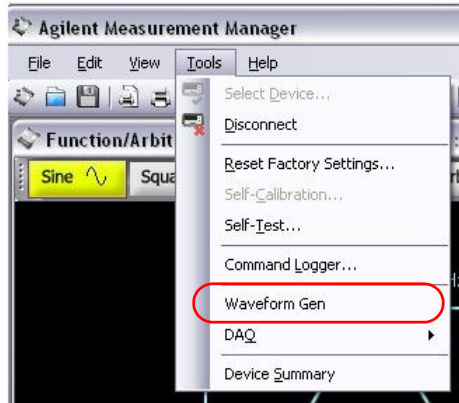 Agilent Measurement Manager
File Edit View Tools Help
Select Device...
Disconnect
Function/Arbit
Reset Factory Settings...
Sine Squa
Self-Calibration...
Self-Test...
Command Logger...
Waveform Gen
DAQ
Device Summary